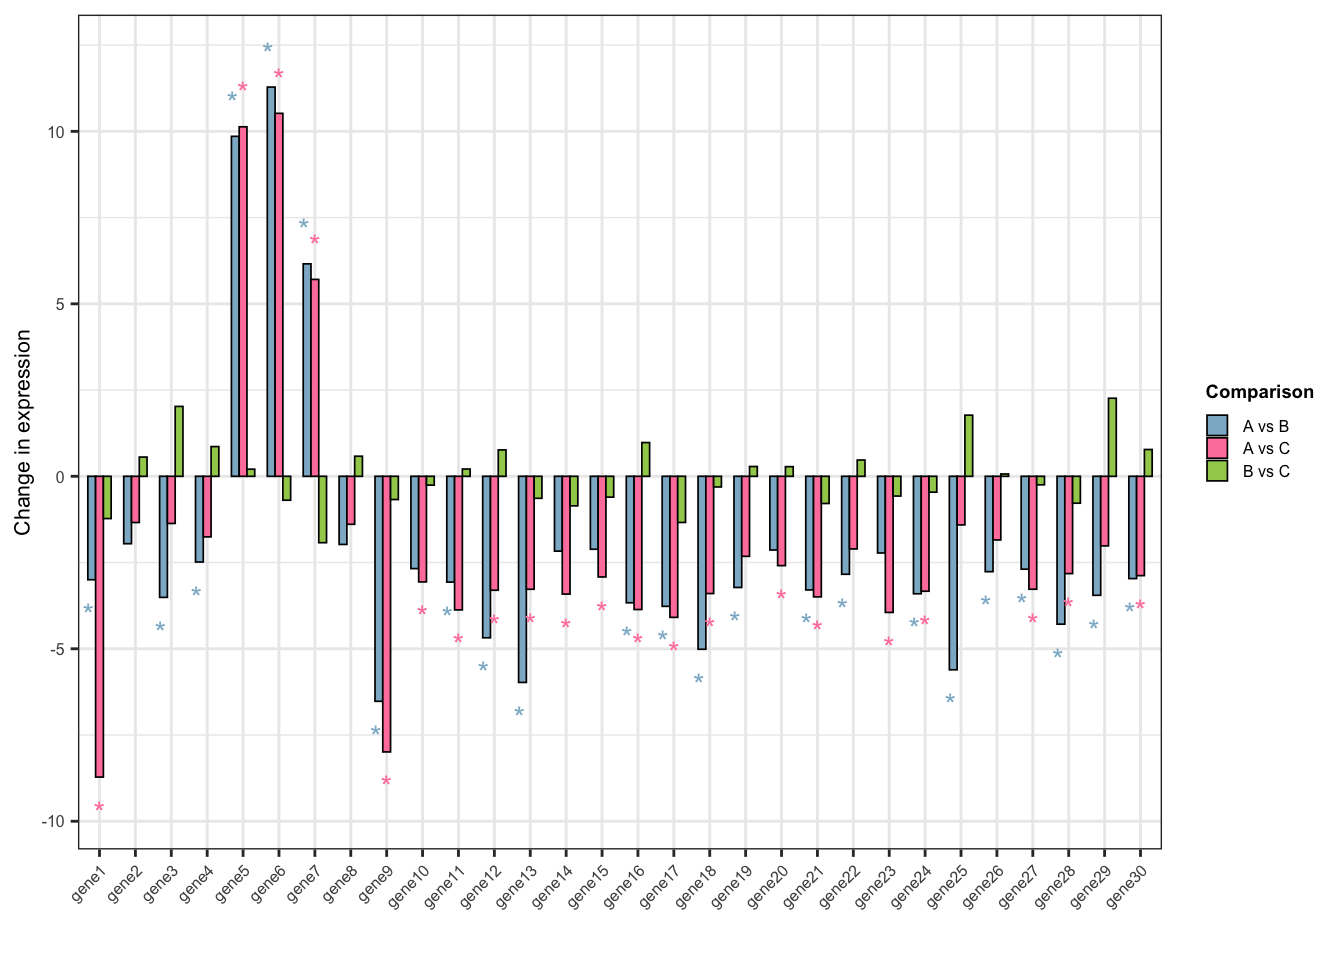 Change in expression
10
5
0
-5
-10
gene1
gene2
gene3
gene4
gene5
gene6
gene7
gene8
gene9
gene10
gene11
gene12
gene13
gene14
gene15
gene16
gene17
gene18
gene19
gene20
gene21
gene22
gene23
gene24
gene25
gene26
gene27
gene28
gene29
gene30
Comparison
A vs B
A vs C
B vs C